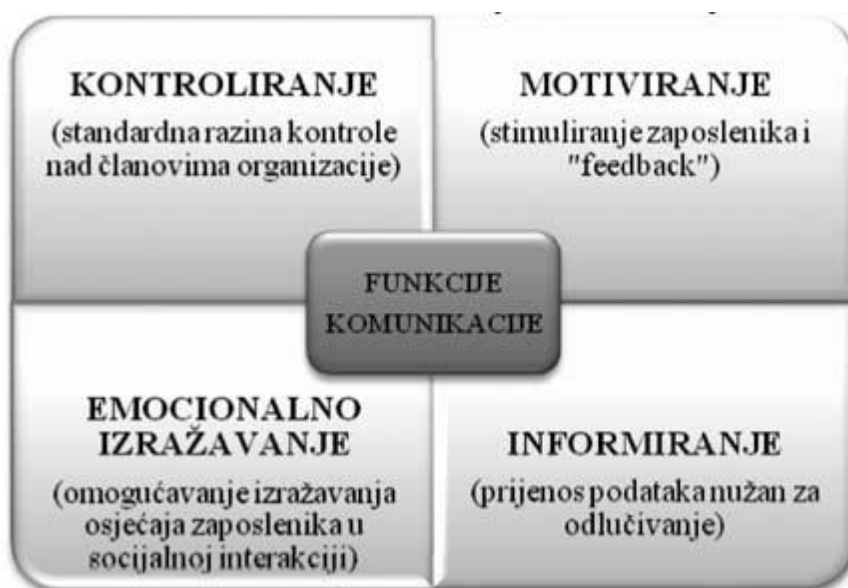 KONTROLIRANJE
(standardna razina kontrole
nad članovima organizacije)
MOTIVIRANJE
(stimuliranje zaposlenika i
"feedback")
FUNKCIJE
KOMUNIKACIJE
EMOCIONALNO
IZRAŽAVANJE
(omogućavanje izražavanja
osjećaja zaposlenika u
socijalnoj interakciji)
INFORMIRANJE
(prijenos podataka nužan za
odlučivanje)